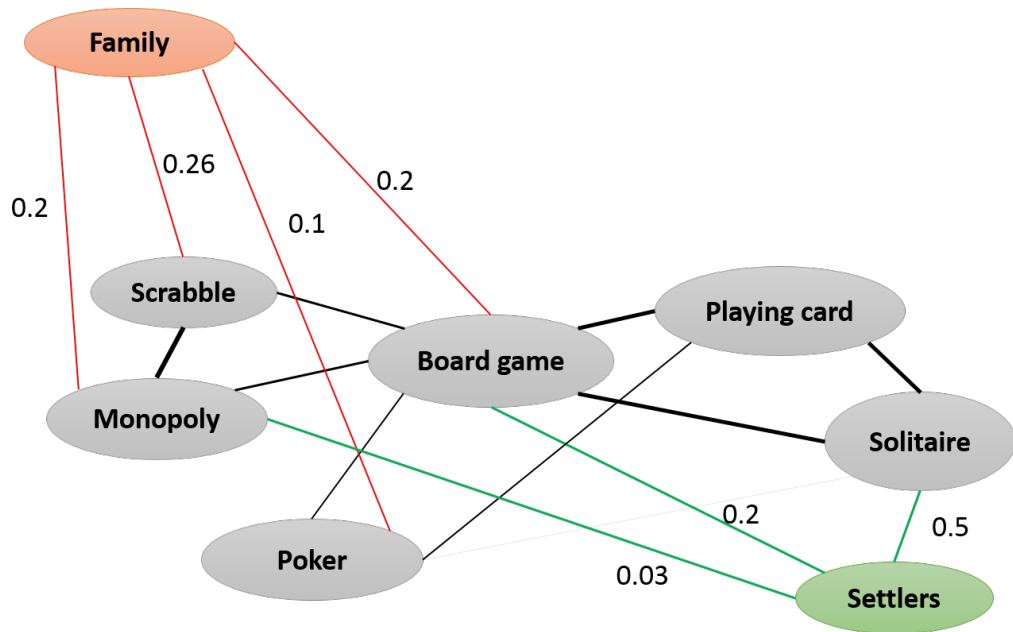 Family
0.26
0.2
0.2
0.1
Scrabble
Playing card
Board game
Monopoly
Solitaire
0.2
0.5
Poker
0.03
Settlers